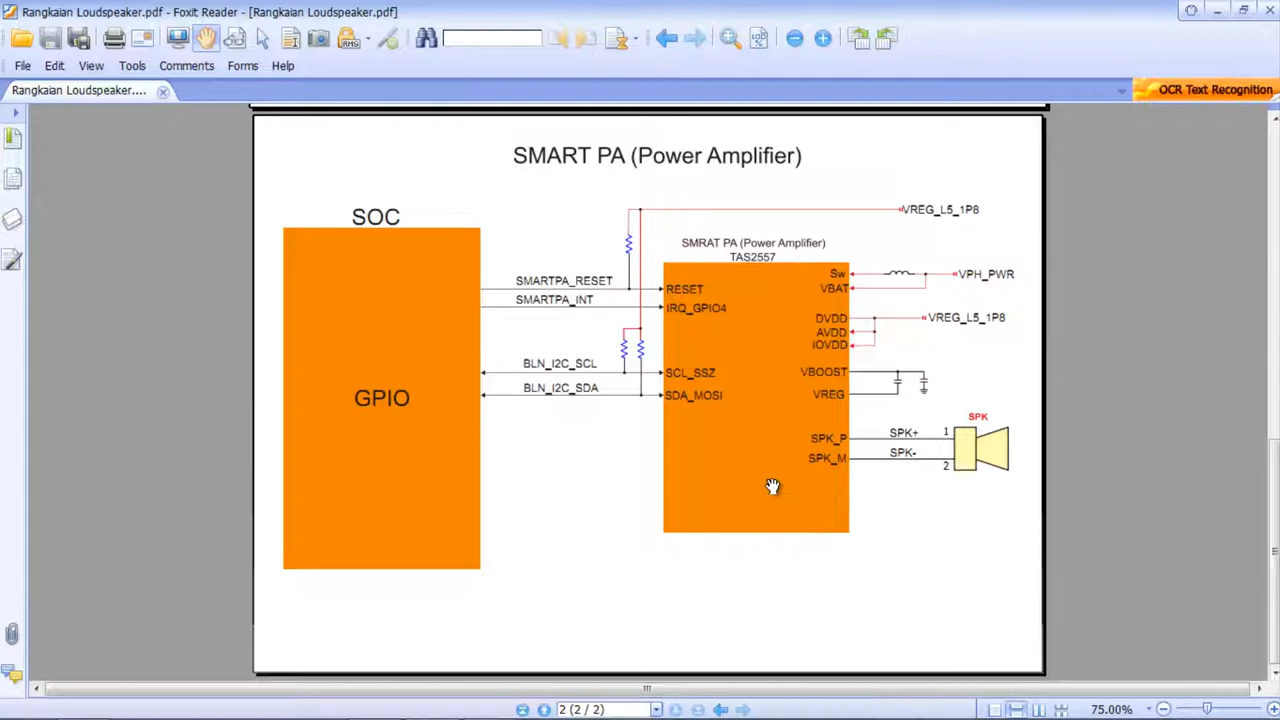 Rangkaian Loudspeaker.pdf - Foxit Reader - [Rangkaian Loudspeaker.pdf]
RMS
File Edit View Tools Comments Forms Help
Rangkaian Loudspeaker....
OCR Text Recognition
SMART PA (Power Amplifier)
SOC
VREG_L5_1P8
SMRAT PA (Power Amplifier)
TAS2557
SMARTPA_RESET
RESET
Sw
VPH_PWR
SMARTPA_INT
IRQ_GPIO4
VBAT
DVDD
VREG_L5_1P8
AVDD
IOVDD
BLN_I2C_SCL
SCL_SSZ
VBOOST
BLN_I2C_SDA
SDA_MOSI
VREG
GPIO
SPK
SPK_P
SPK+
1
SPK_M
SPK-
2
2 (2 / 2)
75.00%